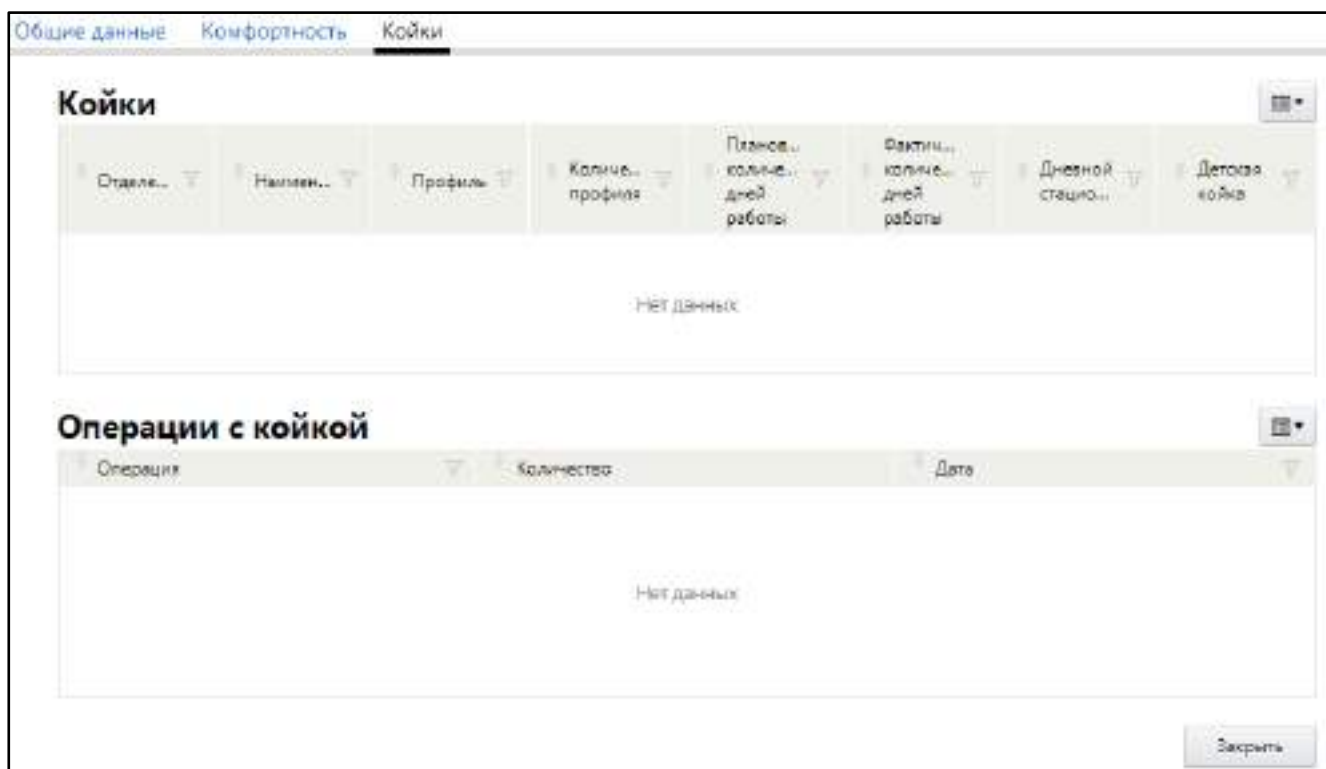 Общие данные Комфортность Койки
Койки
Отделе... Наимен... Профиль Количе... профиля Планов... количе... дней работы Фактич... количе... дней работы Дневной стацио... Детская койка
Нет данных
Операции с койкой
Операция Количество Дата
Нет данных
Закрыть